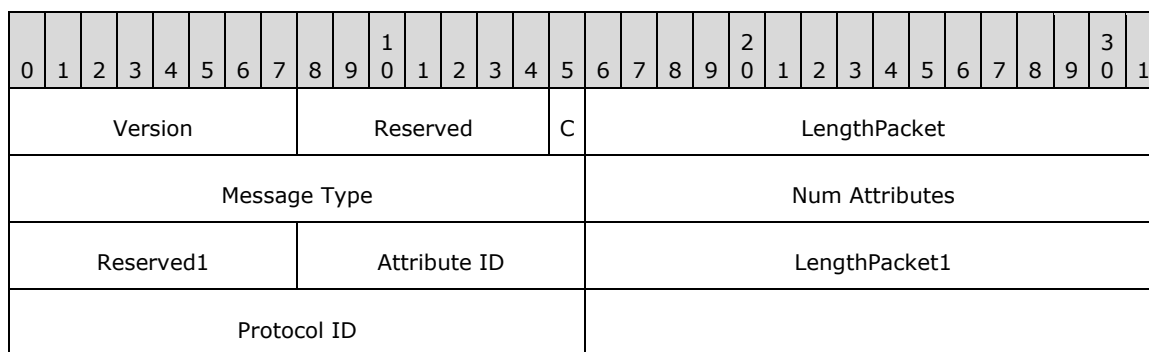 0 1 2 3 4 5 6 7 8 9 1 0 1 2 3 4 5 6 7 8 9 2 0 1 2 3 4 5 6 7 8 9 3 0 1
Version Reserved C LengthPacket
Message Type Num Attributes
Reserved1 Attribute ID LengthPacket1
Protocol ID